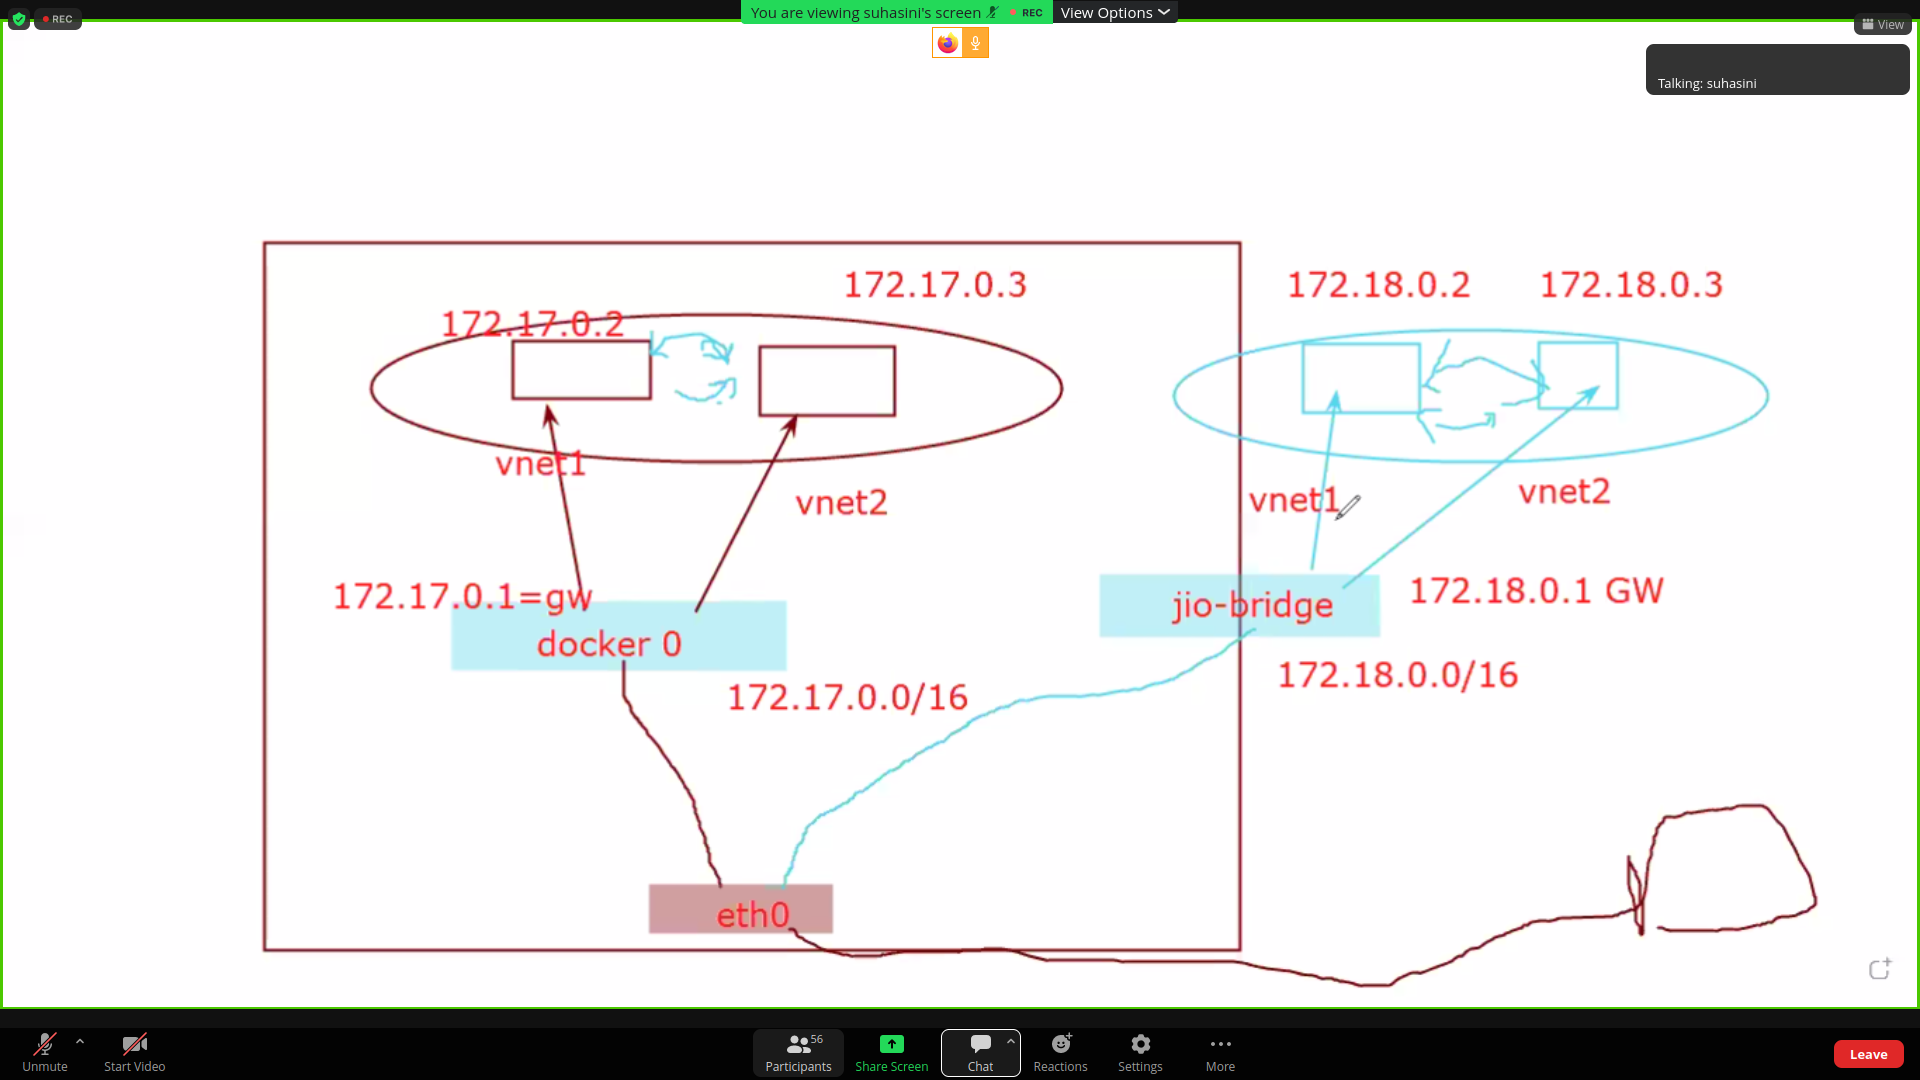 REC
You are viewing suhasini's screen
REC
View Options
View
Talking: suhasini
172.17.0.3
172.18.0.2
172.18.0.3
172.17.0.2
vnet1
vnet2
vnet1
vnet2
172.17.0.1=gw
docker 0
jio-bridge
172.18.0.1 GW
172.17.0.0/16
172.18.0.0/16
eth0
Unmute
Start Video
56
Participants
Share Screen
Chat
Reactions
Settings
More
Leave